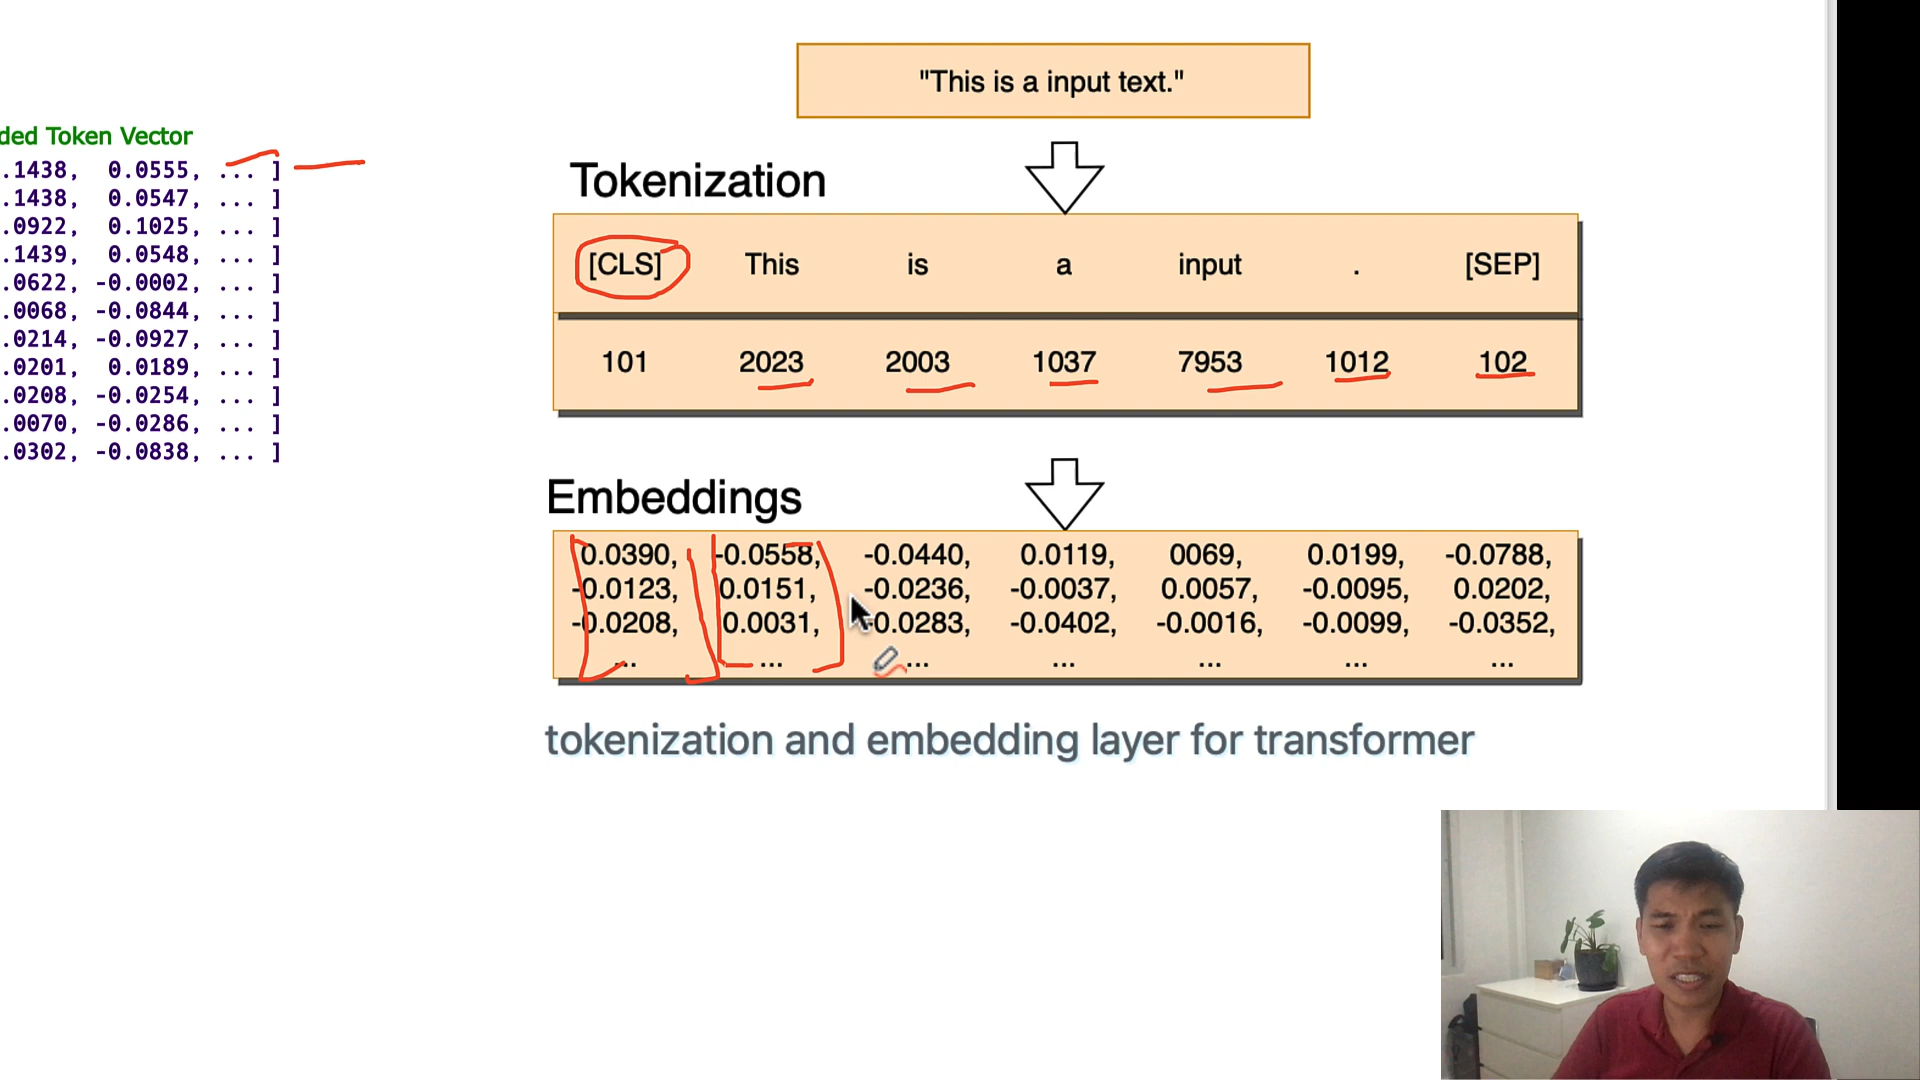 "This is a input text."
ded Token Vector
.1438, 0.0555, ... ]
.1438, 0.0547, ... ]
.0922, 0.1025, ... ]
.1439, 0.0548, ... ]
.0622, -0.0002, ... ]
.0068, -0.0844, ... ]
.0214, -0.0927, ... ]
.0201, 0.0189, ... ]
.0208, -0.0254, ... ]
.0070, -0.0286, ... ]
.0302, -0.0838, ... ]
Tokenization
[CLS] This is a input . [SEP]
101 2023 2003 1037 7953 1012 102
Embeddings
0.0390, -0.0558, -0.0440, 0.0119, 0069, 0.0199, -0.0788,
-0.0123, 0.0151, -0.0236, -0.0037, 0.0057, -0.0095, 0.0202,
-0.0208, 0.0031, -0.0283, -0.0402, -0.0016, -0.0099, -0.0352,
... ... ... ... ... ... ...
tokenization and embedding layer for transformer